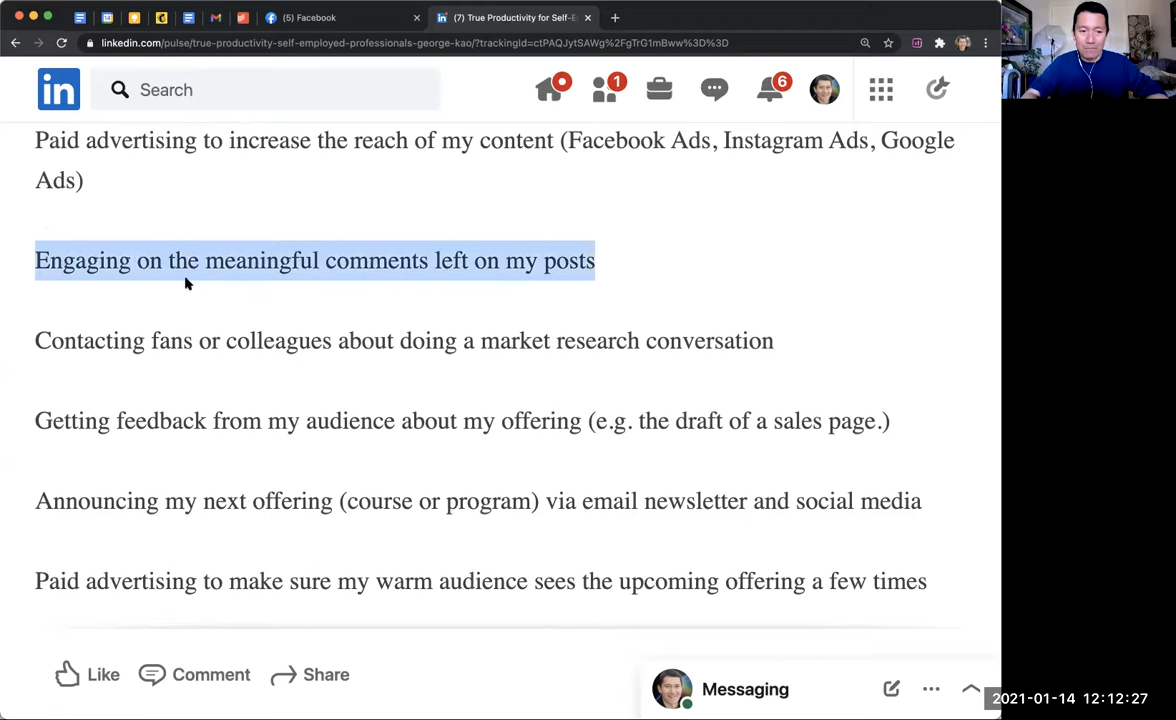 (5) Facebook
(7) True Productivity for Self-E
linkedin.com/pulse/true-productivity-self-employed-professionals-george-kao/?trackingId=ctPAQJytSAWg%2FgTrG1mBww%3D%3D
in
Search
1
6
Paid advertising to increase the reach of my content (Facebook Ads, Instagram Ads, Google
Ads)
Engaging on the meaningful comments left on my posts
Contacting fans or colleagues about doing a market research conversation
Getting feedback from my audience about my offering (e.g. the draft of a sales page.)
Announcing my next offering (course or program) via email newsletter and social media
Paid advertising to make sure my warm audience sees the upcoming offering a few times
Like
Comment
Share
Messaging
2021-01-14 12:12:27